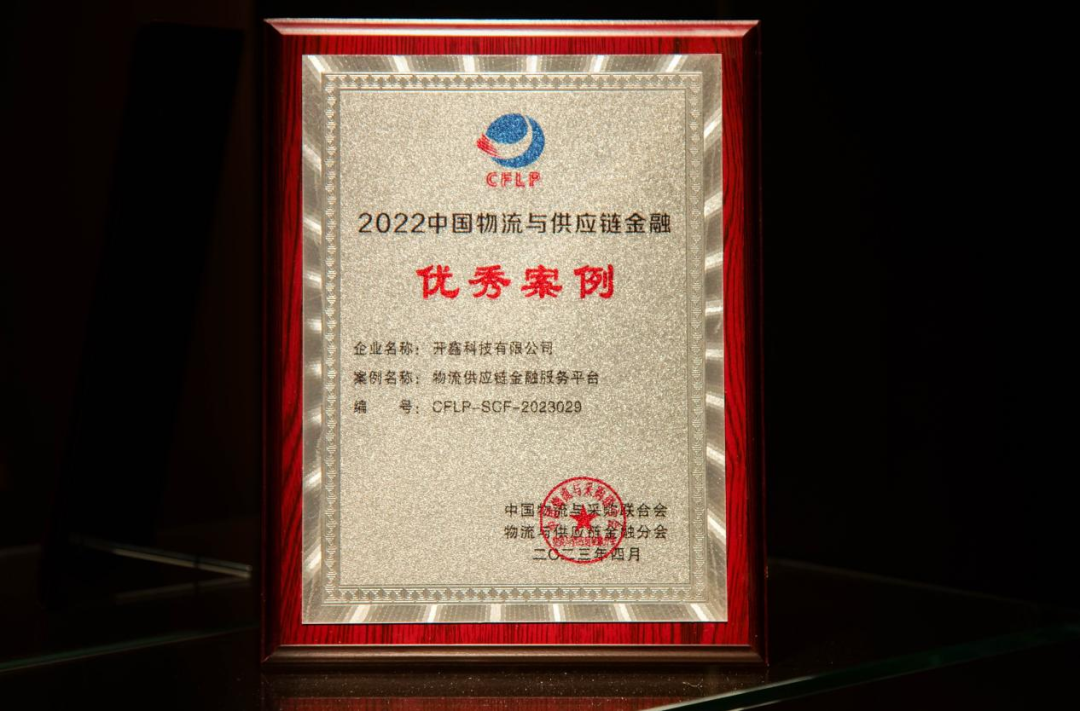 CFLP
2022中国物流与供应链金融
优秀案例
企业名称：开鑫科技有限公司
案例名称：物流供应链金融服务平台
编　　号：CFLP-SCF-2023029
中国物流与采购联合会
物流与供应链金融分会
二〇二三年四月